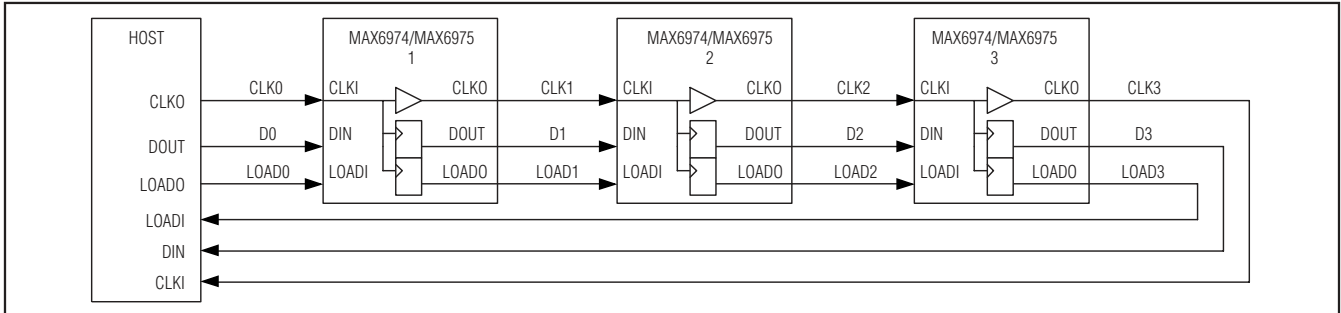 HOST
MAX6974/MAX6975
1
MAX6974/MAX6975
2
MAX6974/MAX6975
3
CLKO CLK0 CLKI CLKO CLK1 CLKI CLKO CLK2 CLKI CLKO CLK3
DOUT D0 DIN DOUT D1 DIN DOUT D2 DIN DOUT D3
LOADO LOAD0 LOADI LOADO LOAD1 LOADI LOADO LOAD2 LOADI LOADO LOAD3
LOADI
DIN
CLKI